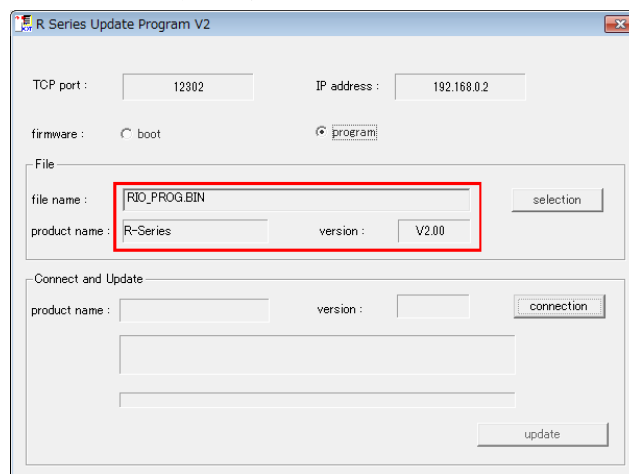 R Series Update Program V2
TCP port : 12302 IP address : 192.168.0.2
firmware : boot program
File
file name : RIO_PROG.BIN selection
product name : R-Series version : V2.00
Connect and Update
product name : version : connection
update